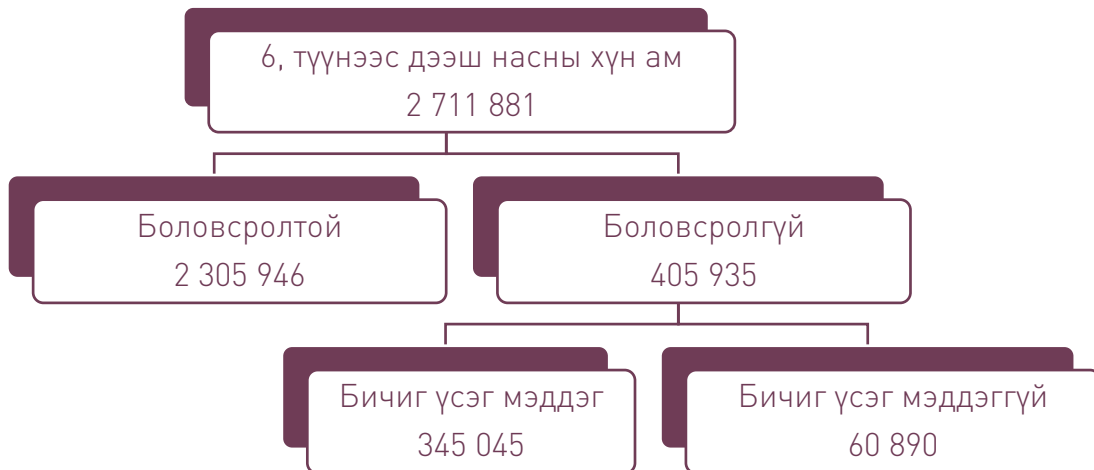 6, түүнээс дээш насны хүн ам
2 711 881
Боловсролтой
2 305 946
Боловсролгүй
405 935
Бичиг үсэг мэддэг
345 045
Бичиг үсэг мэддэггүй
60 890